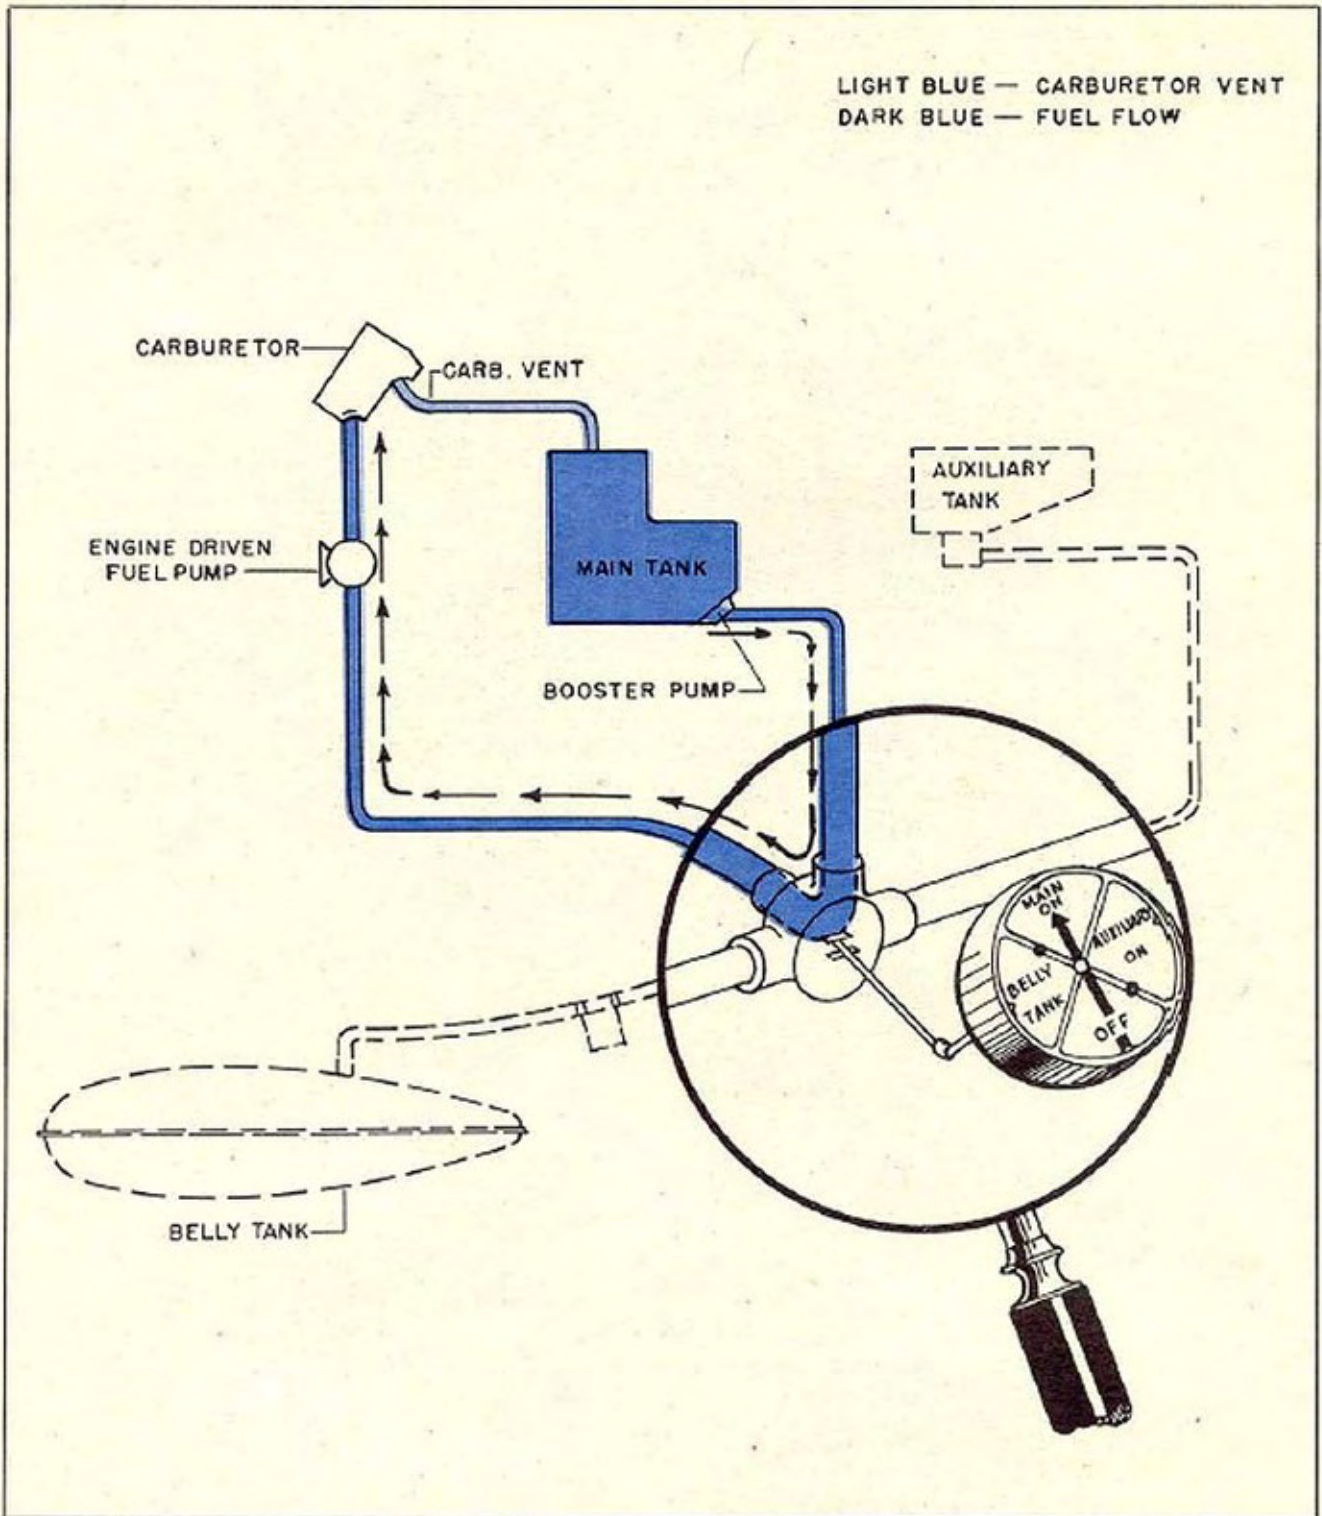 LIGHT BLUE — CARBURETOR VENT
DARK BLUE — FUEL FLOW
CARBURETOR
CARB. VENT
AUXILIARY
TANK
ENGINE DRIVEN
FUEL PUMP
MAIN TANK
BOOSTER PUMP
MAIN
ON
AUXILIARY
ON
BELLY
TANK
OFF
BELLY TANK